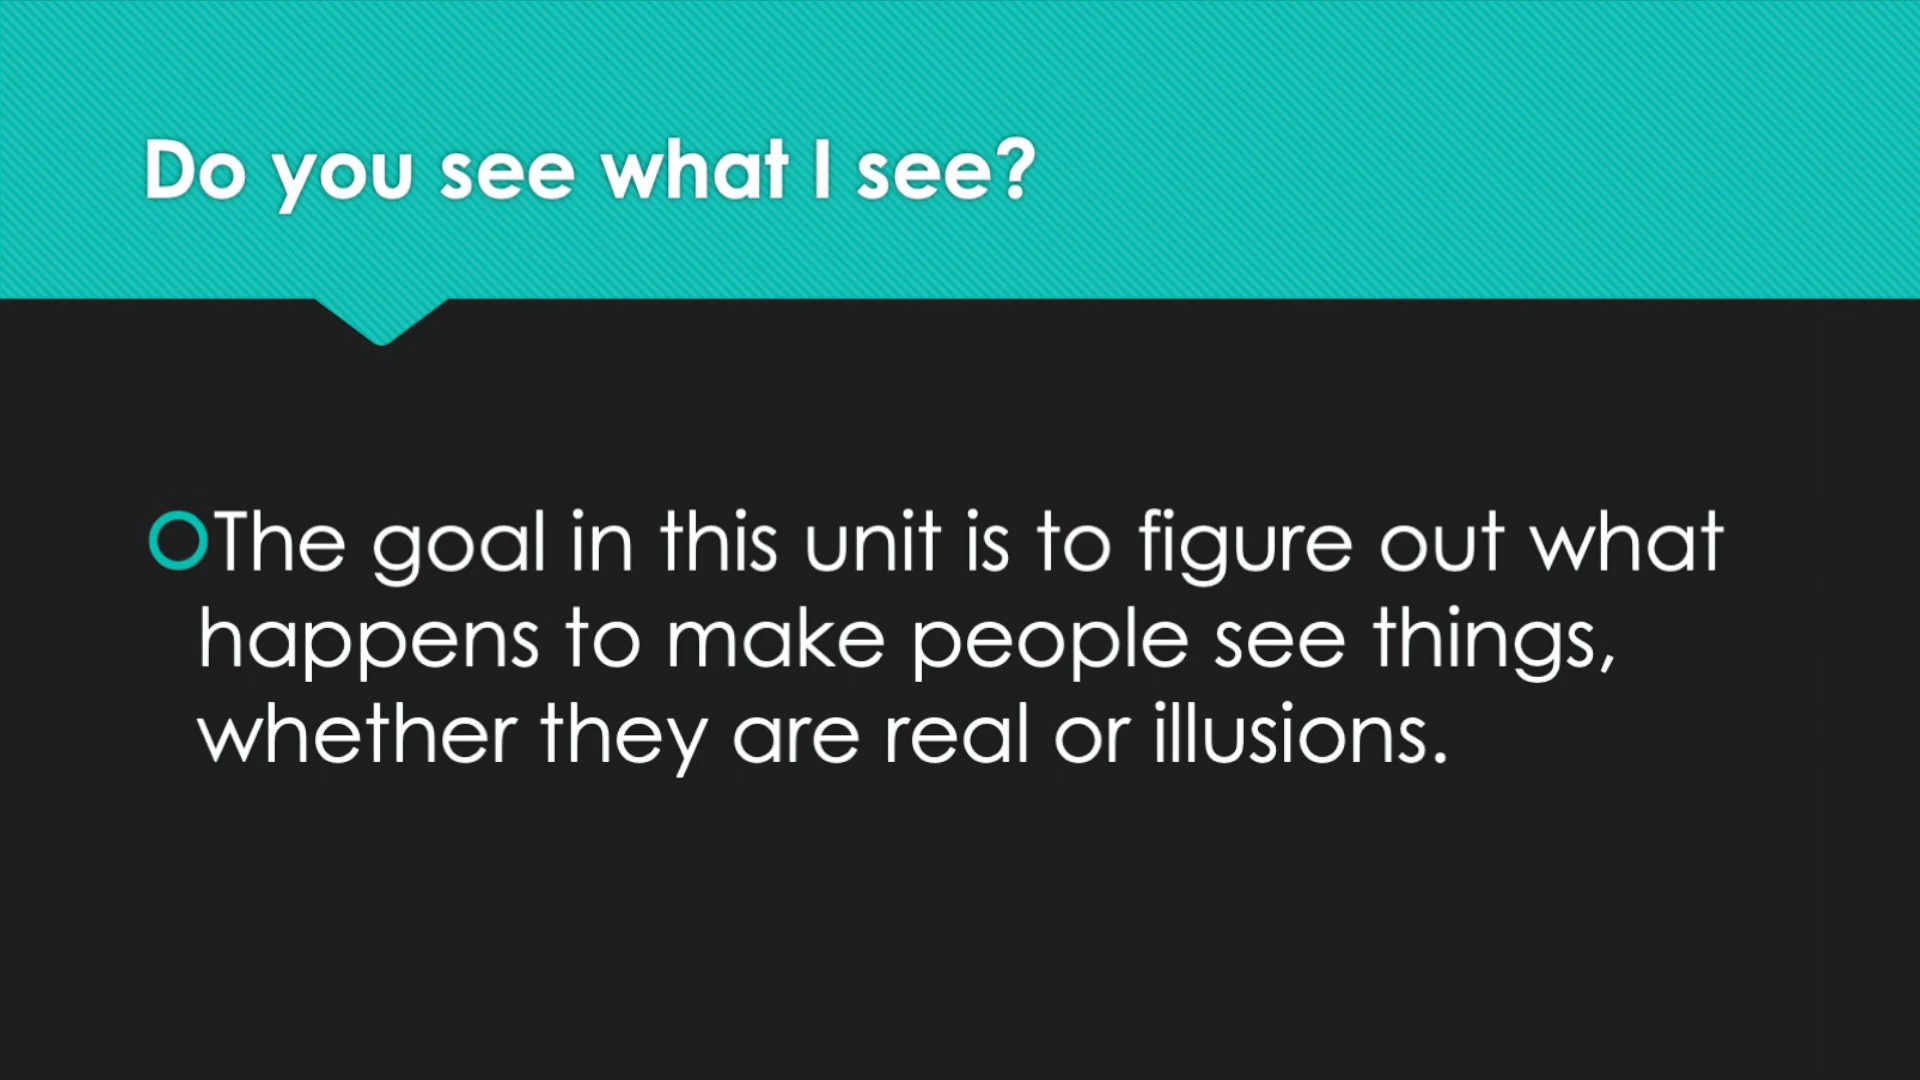 Do you see what I see?
The goal in this unit is to figure out what
happens to make people see things,
whether they are real or illusions.